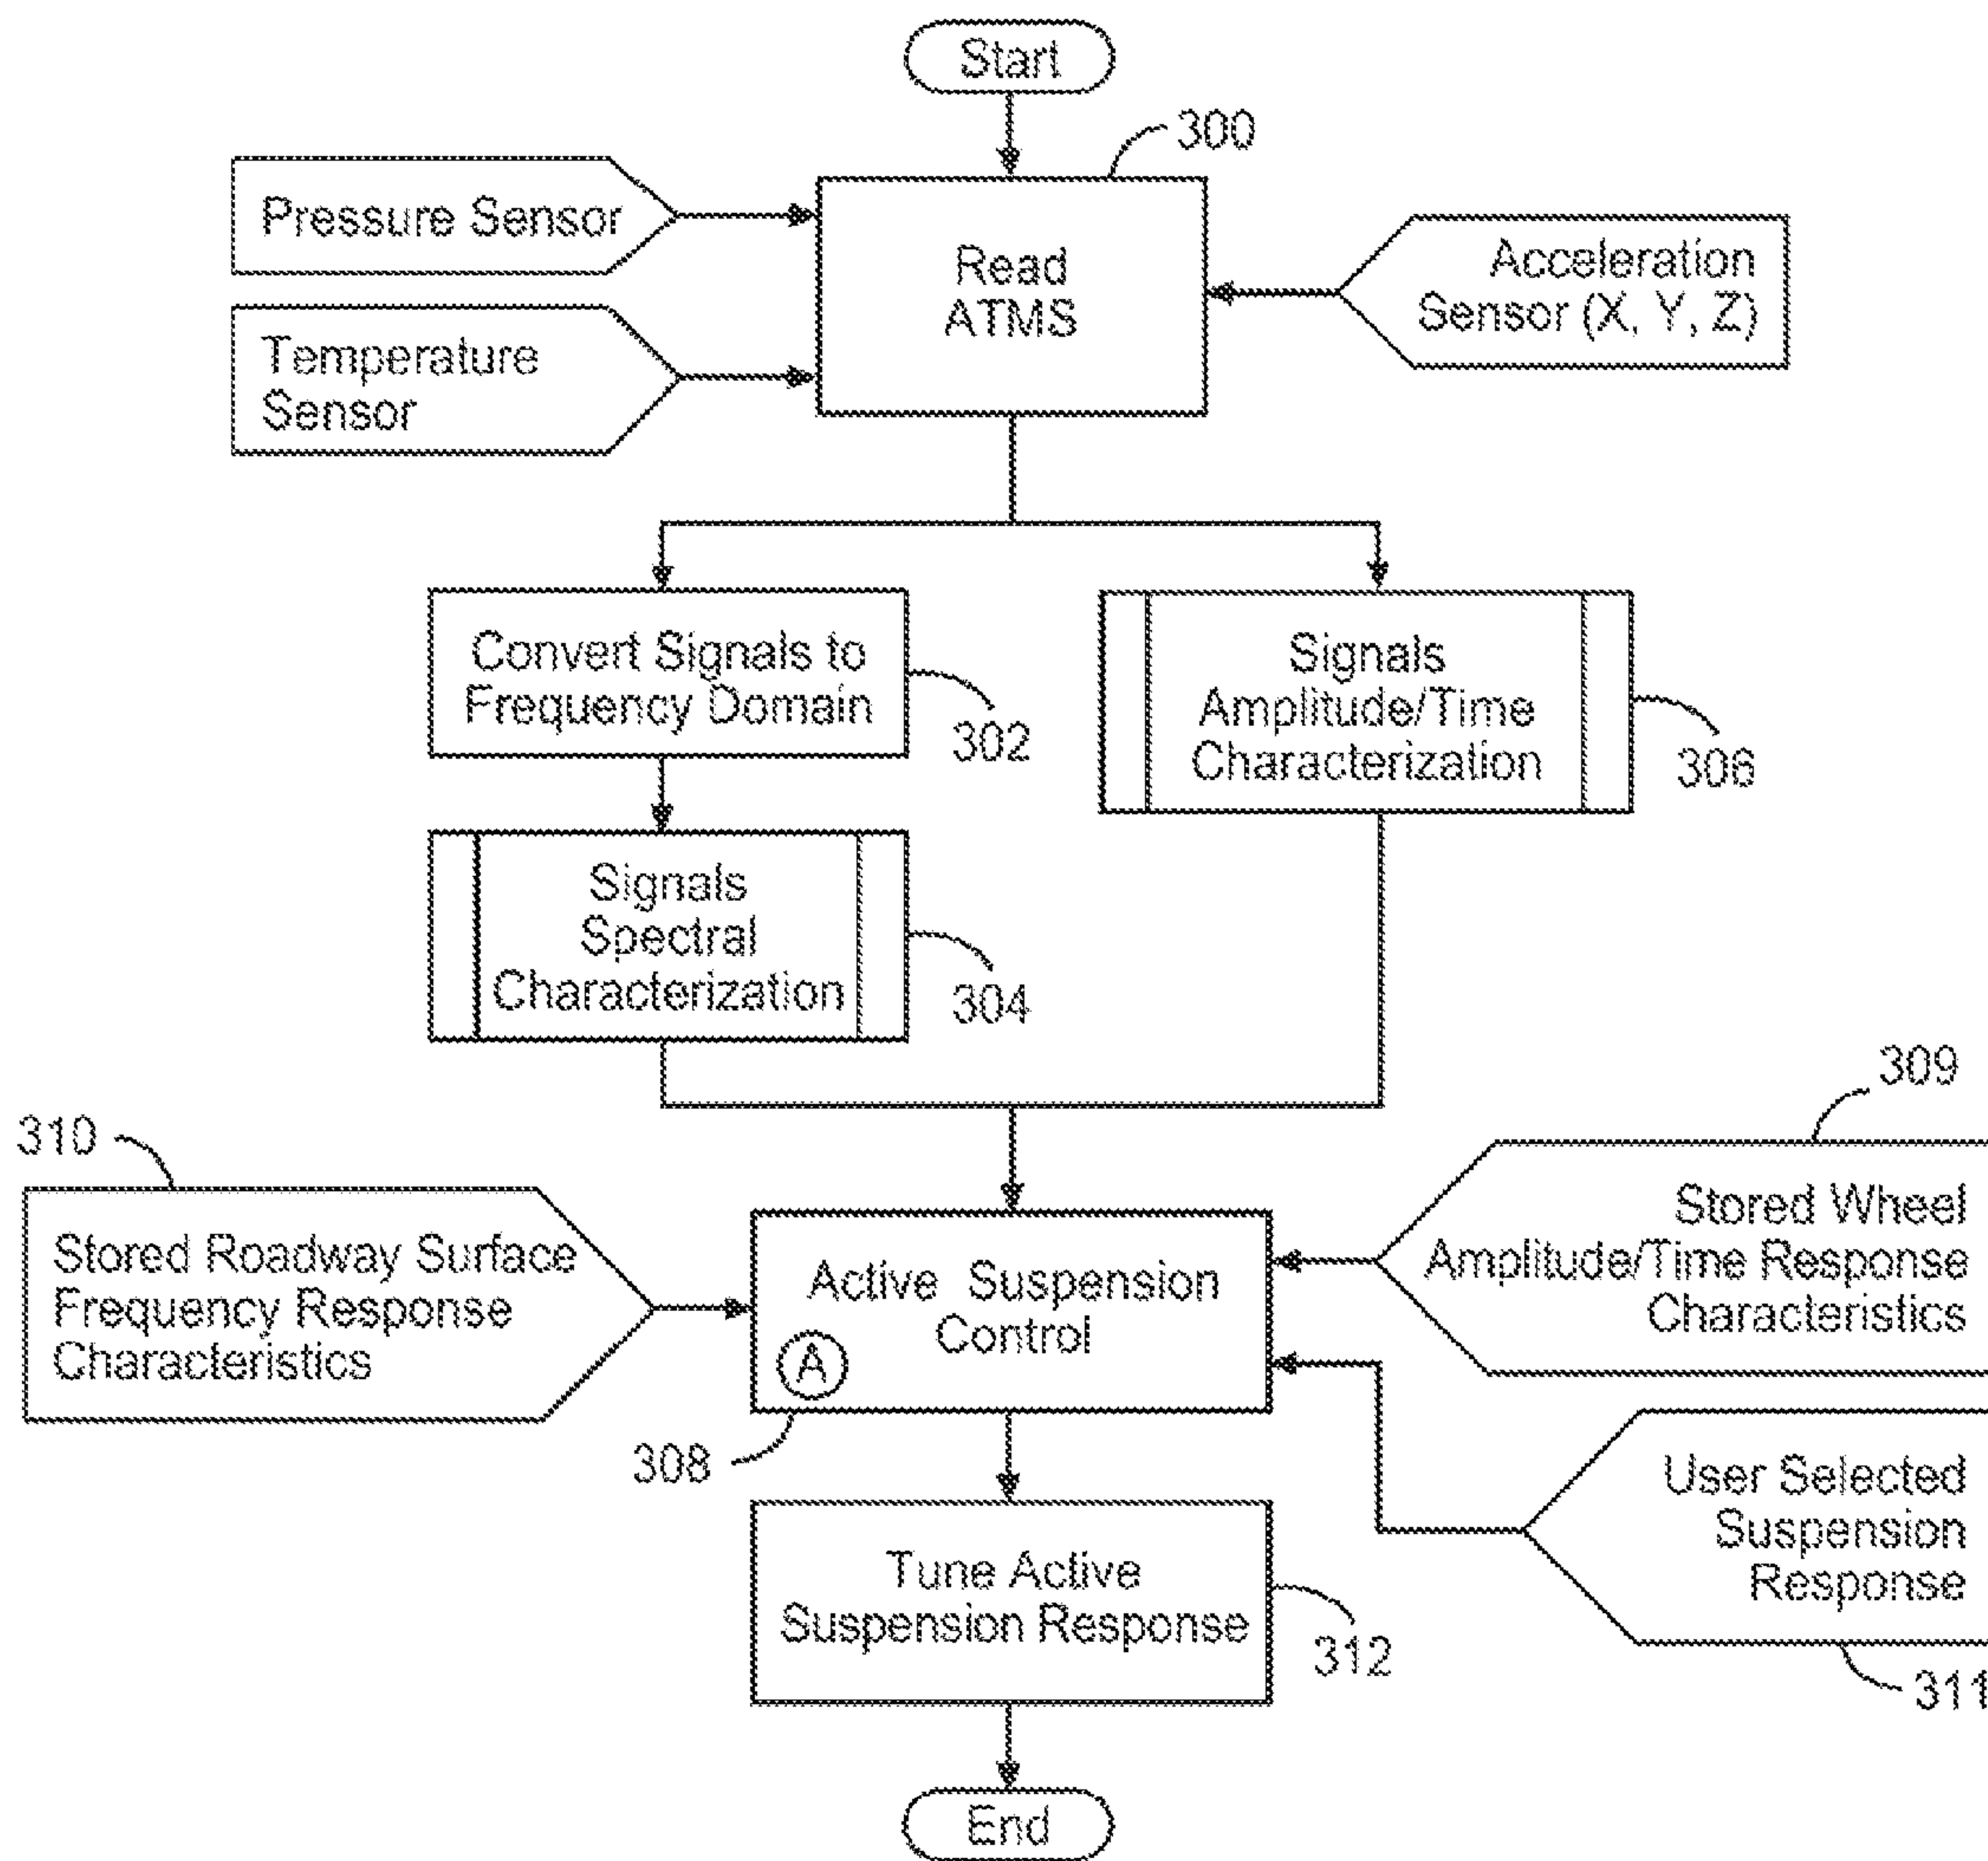 Start
300
Pressure Sensor
Read
ATMS
Acceleration
Sensor (X, Y, Z)
Temperature
Sensor
Convert Signals to
Frequency Domain
302
Signals
Amplitude/Time
Characterization
306
Signals
Spectral
Characterization
304
309
310
Stored Roadway Surface
Frequency Response
Characteristics
Active Suspension
Control
A
308
Stored Wheel
Amplitude/Time Response
Characteristics
User Selected
Suspension
Response
311
Tune Active
Suspension Response
312
End